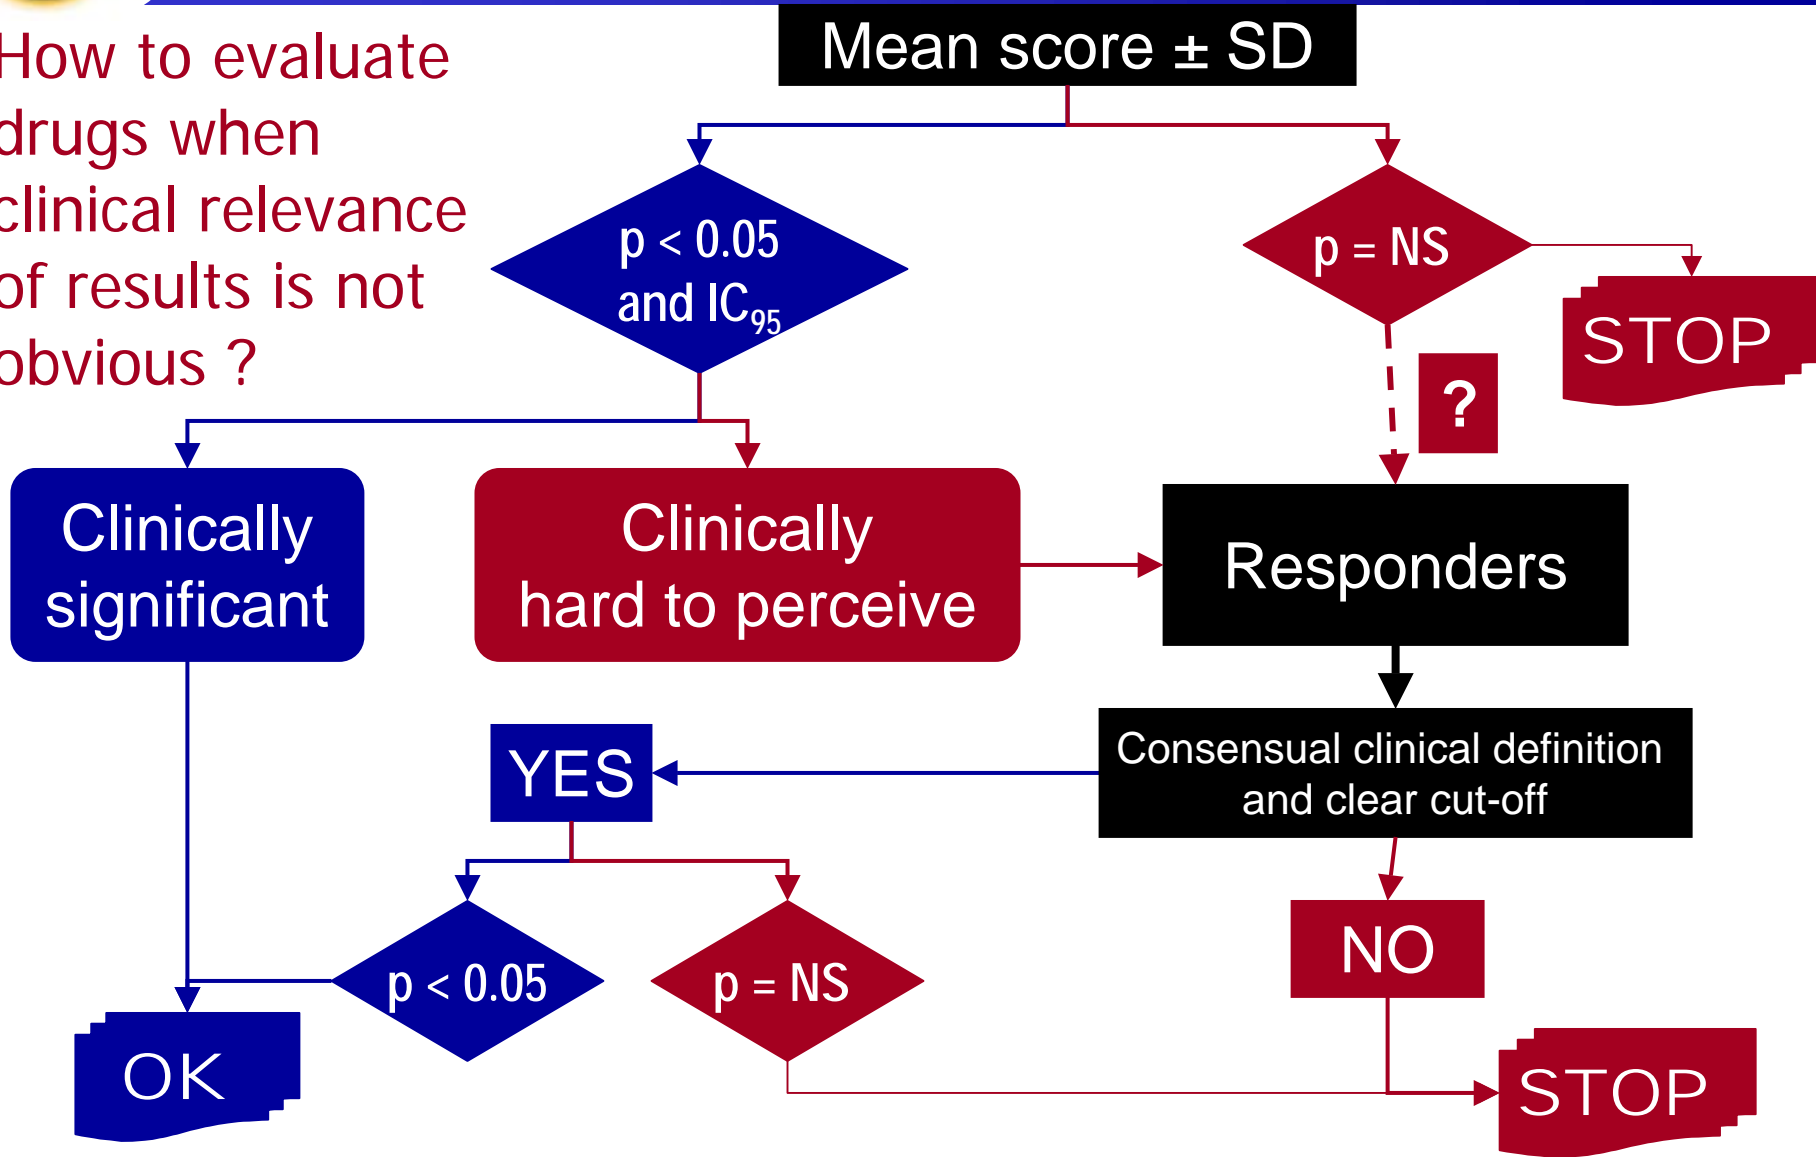 How to evaluate
drugs when
clinical relevance
of results is not
obvious ?
Mean score ± SD
p < 0.05
and IC₉₅
p = NS
STOP
?
Clinically
significant
Clinically
hard to perceive
Responders
Consensual clinical definition
and clear cut-off
YES
NO
p < 0.05
p = NS
OK
STOP